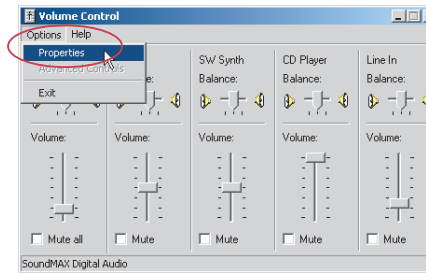 Volume Control
Options Help
Properties
Advanced Controls
Exit
SW Synth CD Player Line In
Balance: Balance: Balance:
Volume: Volume: Volume: Volume: Volume:
Mute all Mute Mute Mute Mute
SoundMAX Digital Audio